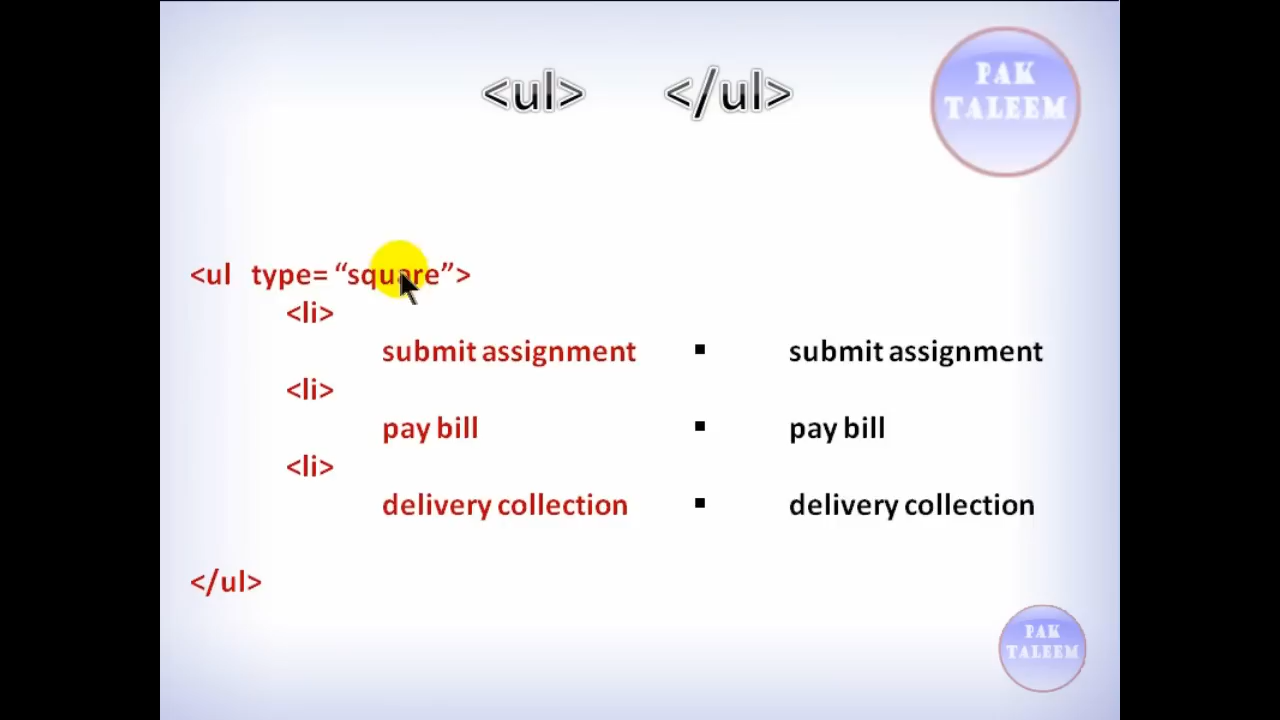 <ul> </ul>
PAK
TALEEM
<ul type= “square”>
<li>
submit assignment ▪ submit assignment
<li>
pay bill ▪ pay bill
<li>
delivery collection ▪ delivery collection
</ul>
PAK
TALEEM